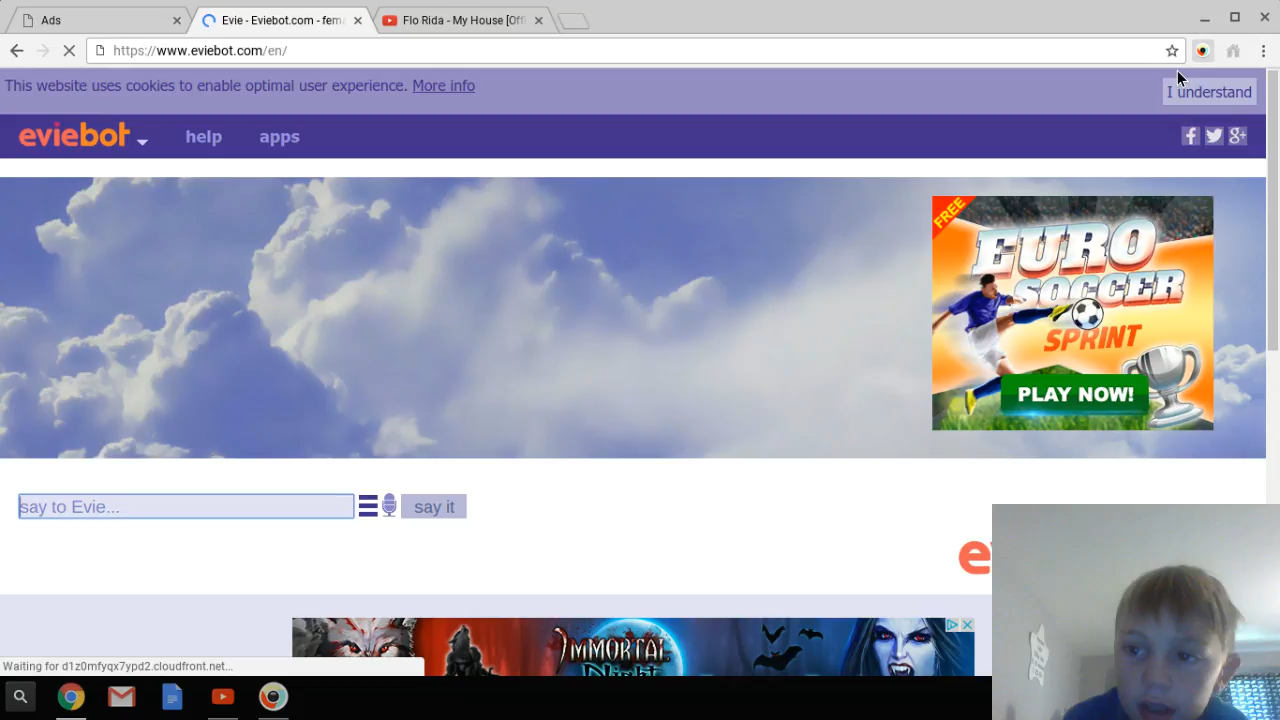 Ads
Evie - Eviebot.com - fem
Flo Rida - My House [Off
https://www.eviebot.com/en/
This website uses cookies to enable optimal user experience. More info
I understand
eviebot
help
apps
FREE
EURO
SOCCER
SPRINT
PLAY NOW!
say to Evie...
say it
e
IMMORTAL
Night
Waiting for d1z0mfyqx7ypd2.cloudfront.net...